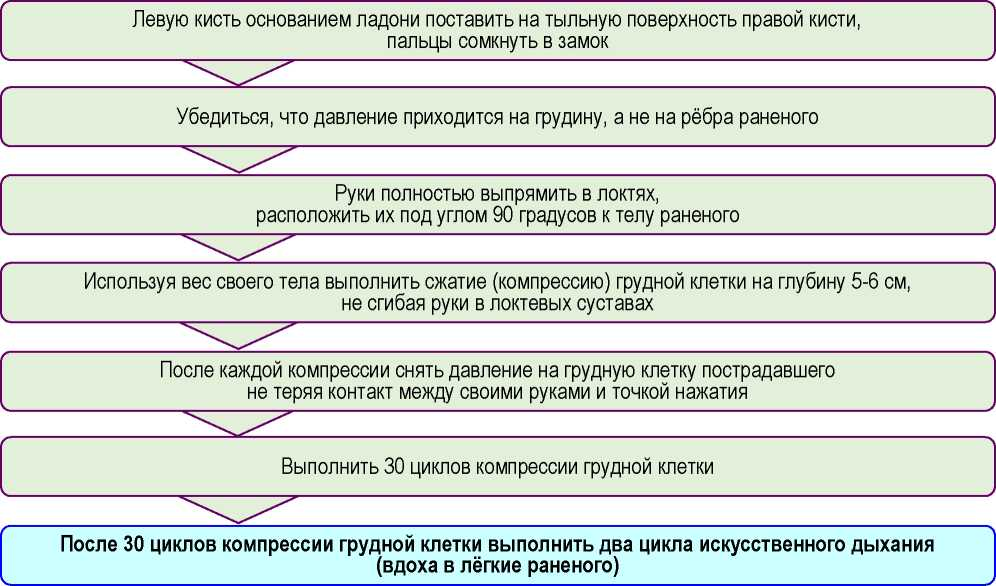 Левую кисть основанием ладони поставить на тыльную поверхность правой кисти,
пальцы сомкнуть в замок
Убедиться, что давление приходится на грудину, а не на рёбра раненого
Руки полностью выпрямить в локтях,
расположить их под углом 90 градусов к телу раненого
Используя вес своего тела выполнить сжатие (компрессию) грудной клетки на глубину 5-6 см,
не сгибая руки в локтевых суставах
После каждой компрессии снять давление на грудную клетку пострадавшего
не теряя контакт между своими руками и точкой нажатия
Выполнить 30 циклов компрессии грудной клетки
После 30 циклов компрессии грудной клетки выполнить два цикла искусственного дыхания
(вдоха в лёгкие раненого)